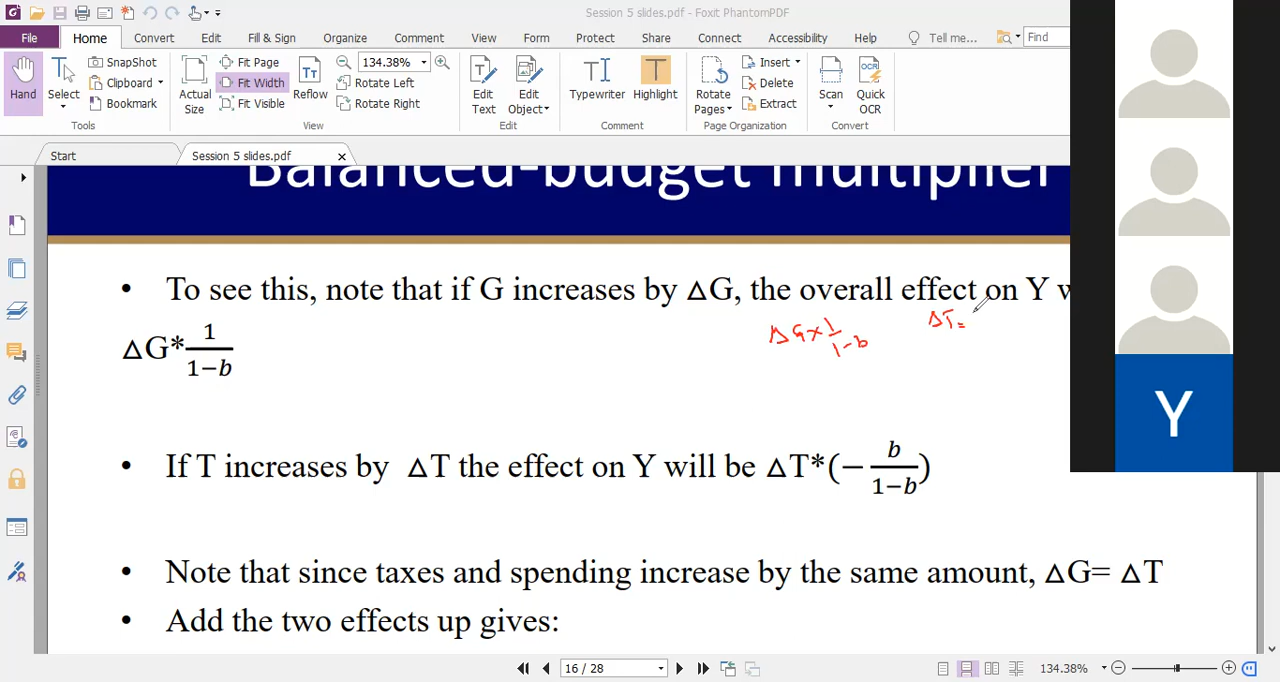 Session 5 slides.pdf - Foxit PhantomPDF
File Home Convert Edit Fill & Sign Organize Comment View Form Protect Share Connect Accessibility Help Tell me... Find
Hand Select SnapShot Clipboard Bookmark Tools
Actual Size Fit Page Fit Width Fit Visible Reflow 134.38% Rotate Left Rotate Right View
Edit Text Edit Object Edit
Typewriter Highlight Comment
Rotate Pages Insert Delete Extract Page Organization
Scan Quick OCR Convert
Start Session 5 slides.pdf
Balanced-budget multiplier
• To see this, note that if G increases by △G, the overall effect on Y
ΔG × 1/1-b ΔT =
△G* 1/1−b
• If T increases by △T the effect on Y will be △T*(− b/1−b)
• Note that since taxes and spending increase by the same amount, △G= △T
• Add the two effects up gives:
Y
16 / 28 134.38%